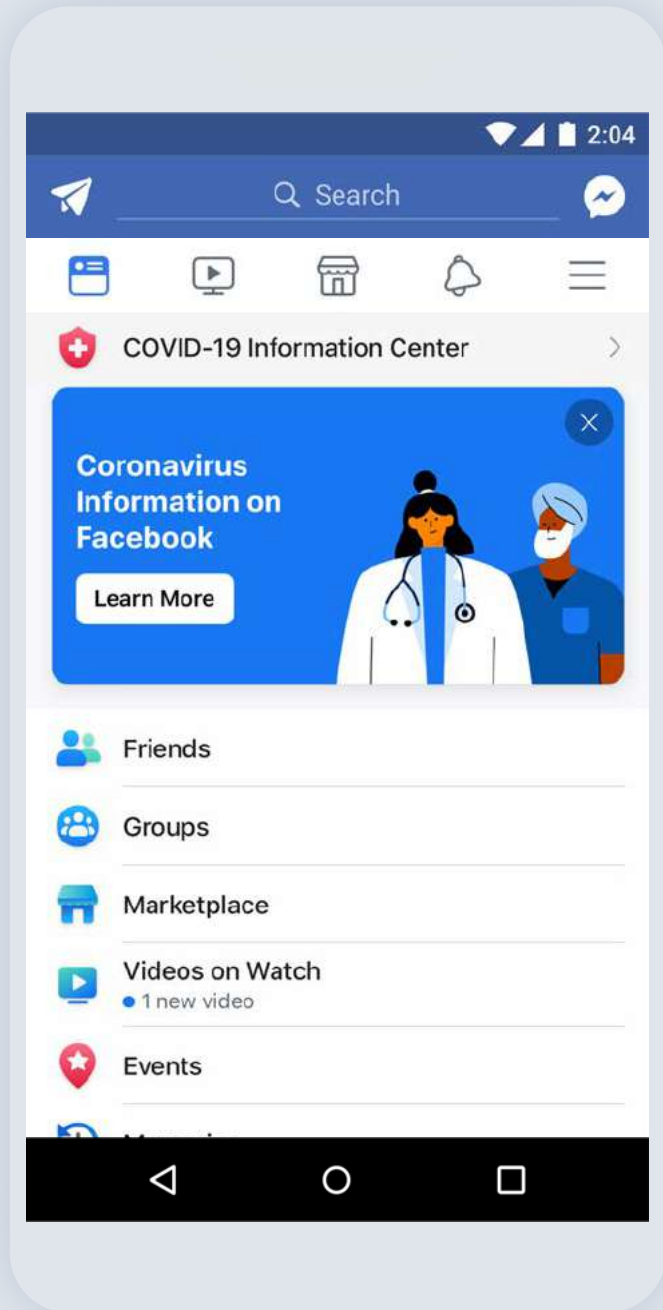 2:04
Search
COVID-19 Information Center
Coronavirus
Information on
Facebook
Learn More
Friends
Groups
Marketplace
Videos on Watch
1 new video
Events